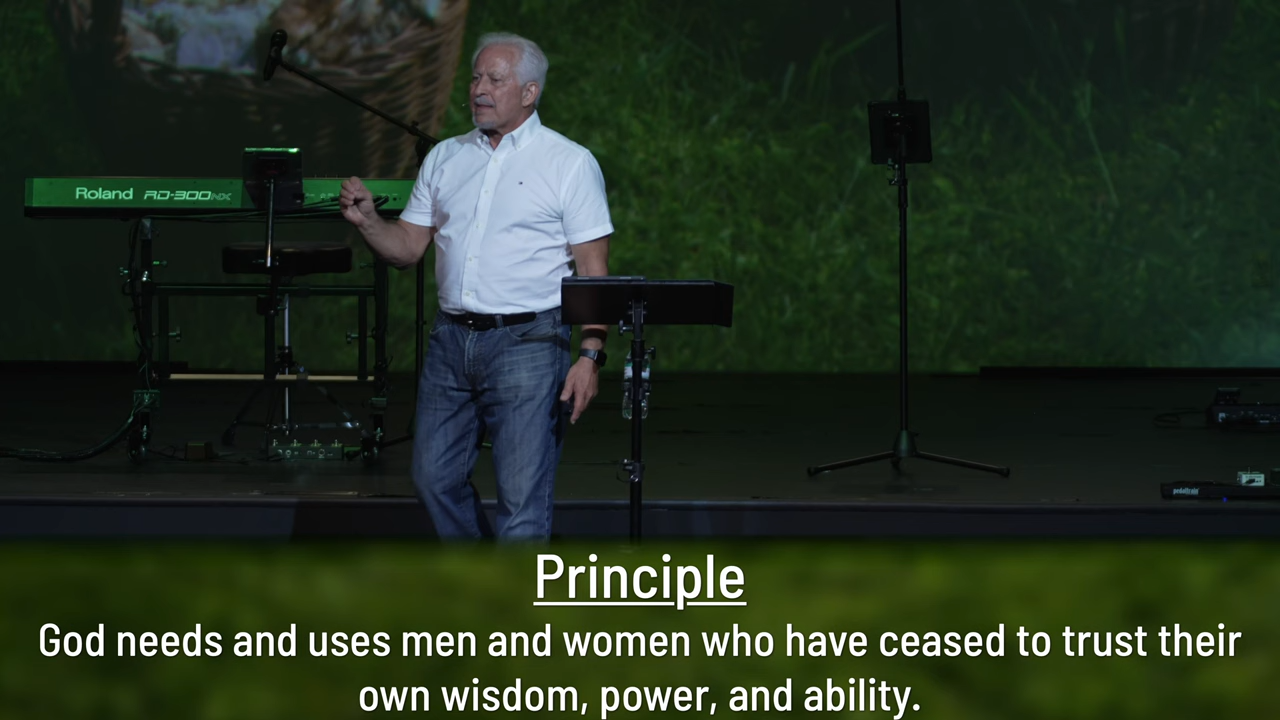 Roland RD-300NX
pedaltrain
Principle
God needs and uses men and women who have ceased to trust their
own wisdom, power, and ability.